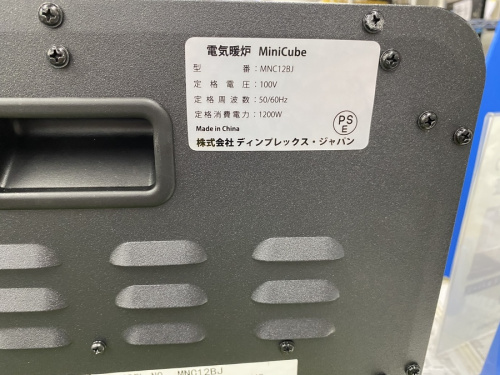 電気暖炉 MiniCube
型番：MNC12BJ
定格電圧：100V
定格周波数：50/60Hz
定格消費電力：1200W
Made in China
株式会社 ディンプレックス・ジャパン
PS
E
NO. MNC12BJ